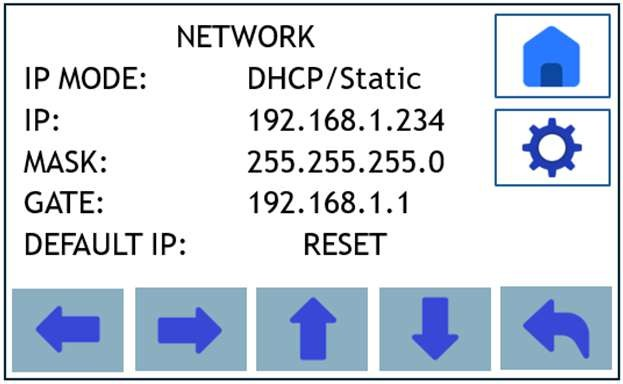 NETWORK
IP MODE: DHCP/Static
IP: 192.168.1.234
MASK: 255.255.255.0
GATE: 192.168.1.1
DEFAULT IP: RESET